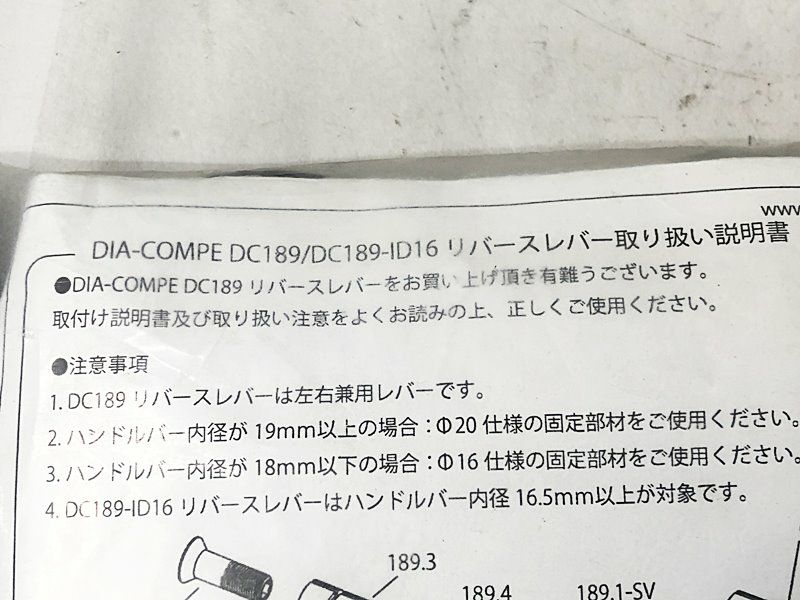 www
DIA-COMPE DC189/DC189-ID16 リバースレバー取り扱い説明書
●DIA-COMPE DC189 リバースレバーをお買い上げ頂き有難うございます。
取付け説明書及び取り扱い注意をよくお読みの上、正しくご使用ください。
●注意事項
1. DC189 リバースレバーは左右兼用レバーです。
2. ハンドルバー内径が 19mm以上の場合：Φ20 仕様の固定部材をご使用ください。
3. ハンドルバー内径が 18mm以下の場合：Φ16 仕様の固定部材をご使用ください。
4. DC189-ID16 リバースレバーはハンドルバー内径 16.5mm以上が対象です。
189.3
189.4
189.1-SV